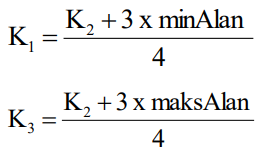 K₁ = (K₂ + 3 x minAlan) / 4
K₃ = (K₂ + 3 x maksAlan) / 4